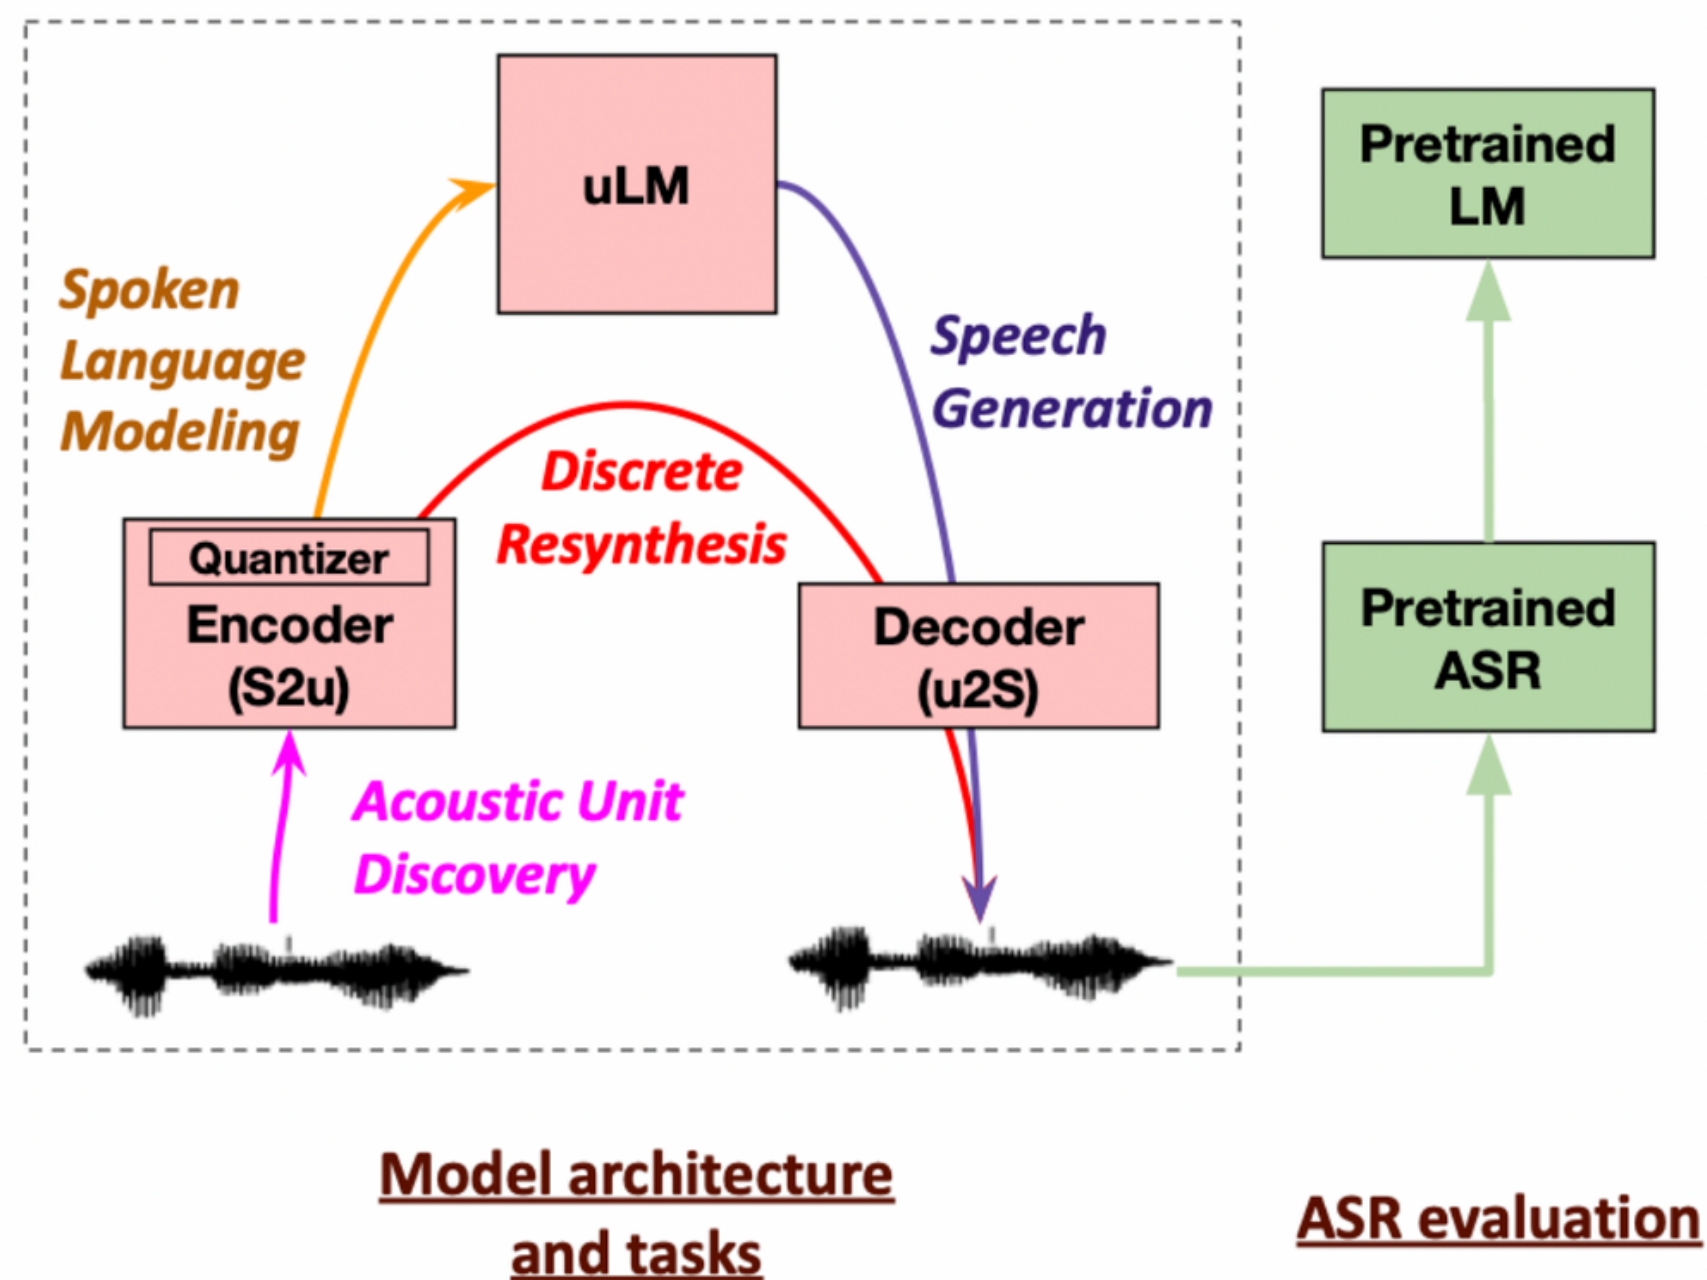 uLM
Pretrained
LM
Spoken
Language
Modeling
Speech
Generation
Discrete
Resynthesis
Quantizer
Encoder
(S2u)
Decoder
(u2S)
Pretrained
ASR
Acoustic Unit
Discovery
Model architecture
and tasks
ASR evaluation